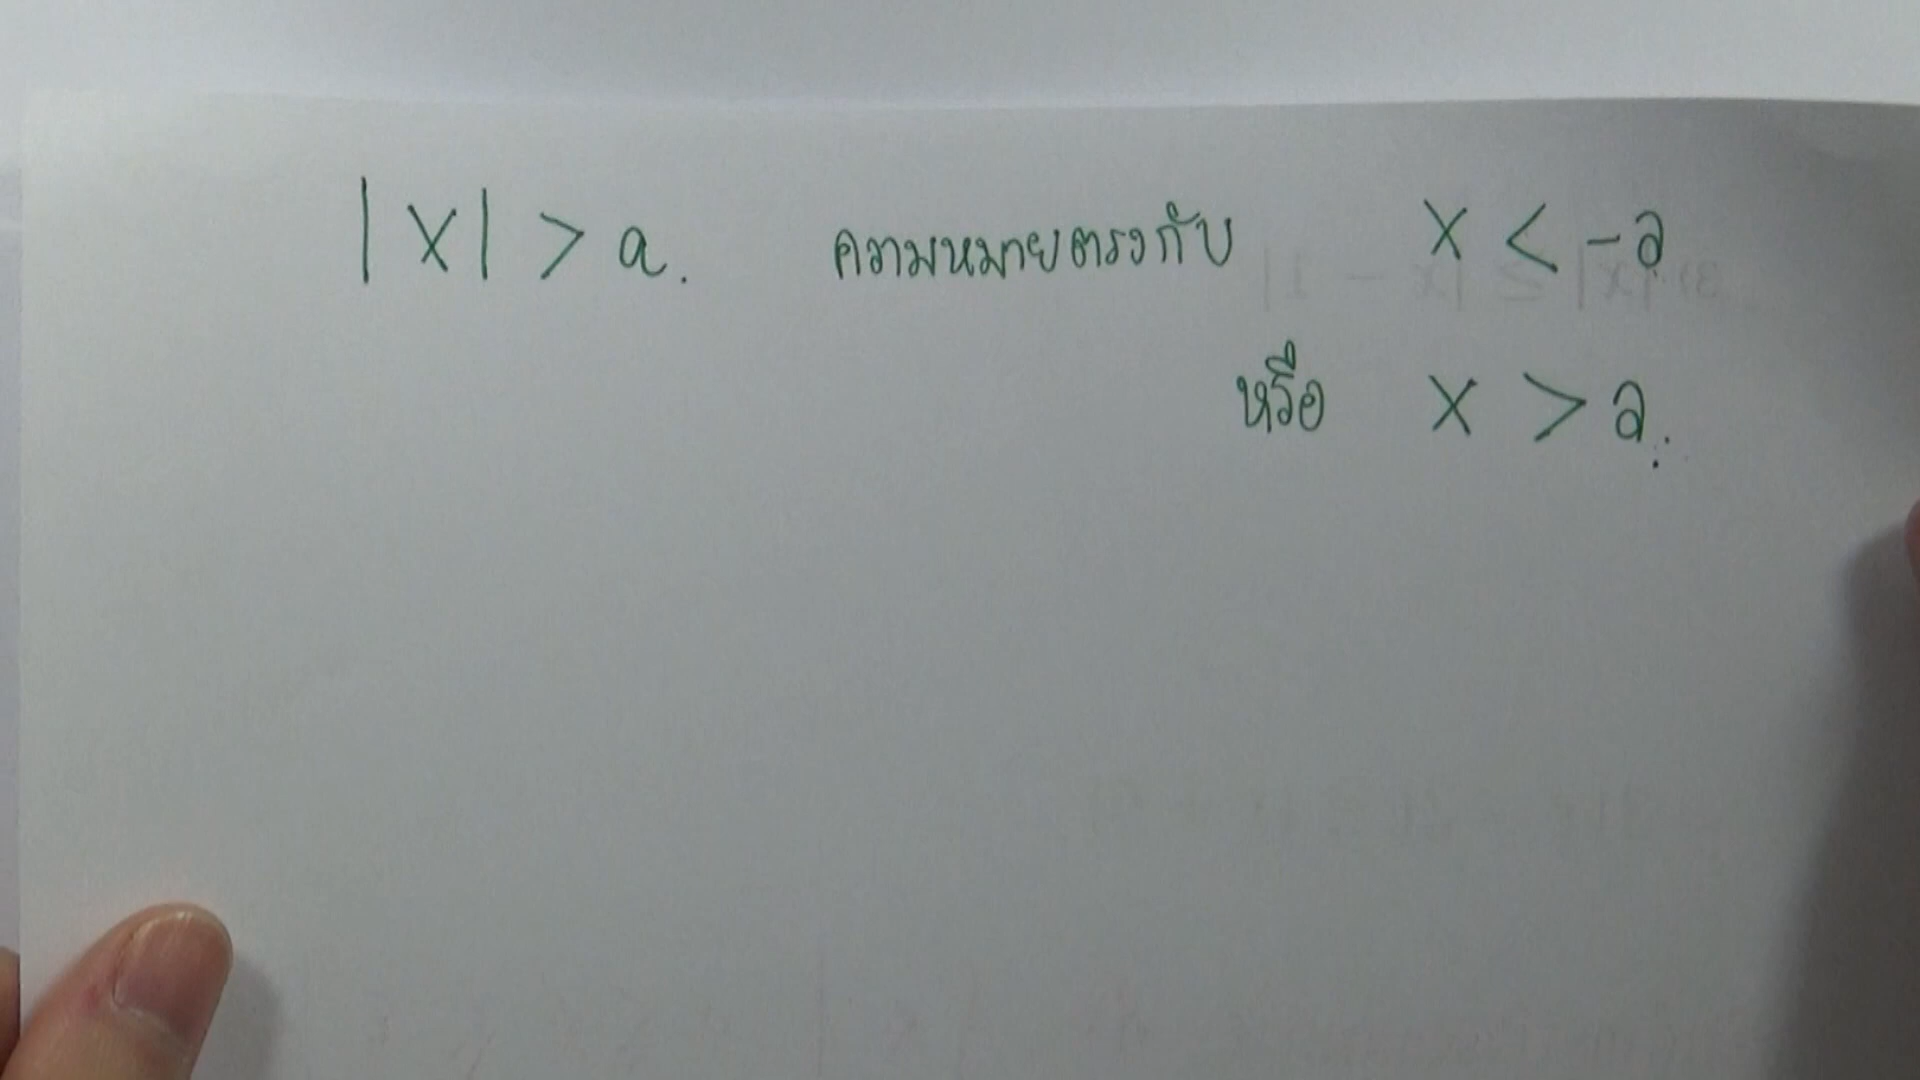 |x| > a. ความหมายตรงกับ x < -a
หรือ x > a.